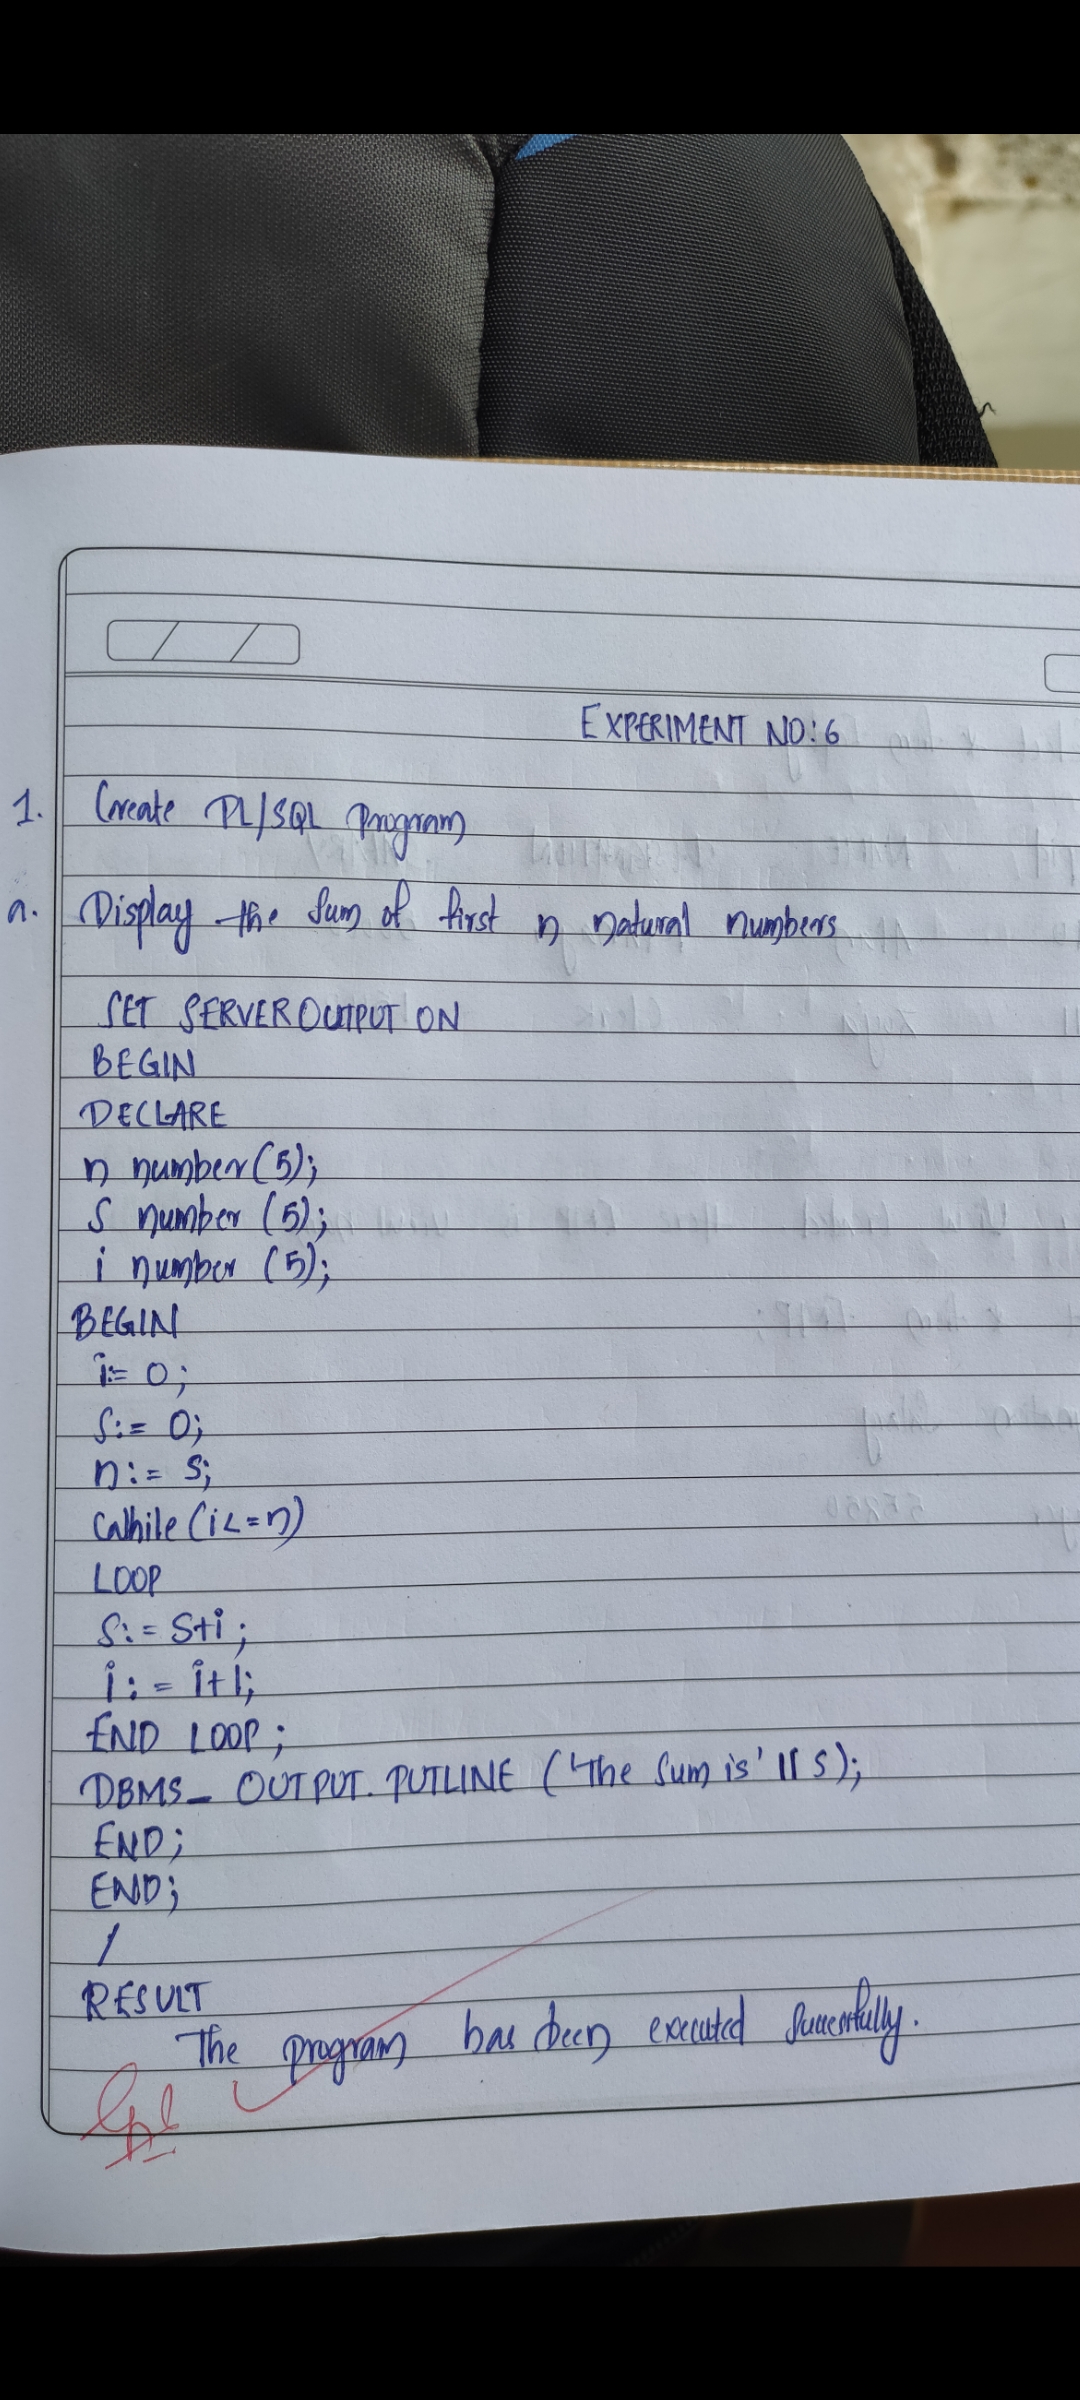 EXPERIMENT NO:6
1. Create PL/SQL Program
a. Display the sum of first n natural numbers
SET SERVEROUTPUT ON
BEGIN
DECLARE
n number(5);
s number (5);
i number (5);
BEGIN
i:= 0;
s:= 0;
n:= 5;
while (i<=n)
LOOP
s:= s+i;
i:= i+1;
END LOOP;
DBMS_ OUTPUT. PUTLINE ('The sum is' || s);
END;
END;
/
RESULT
The program has been executed successfully.